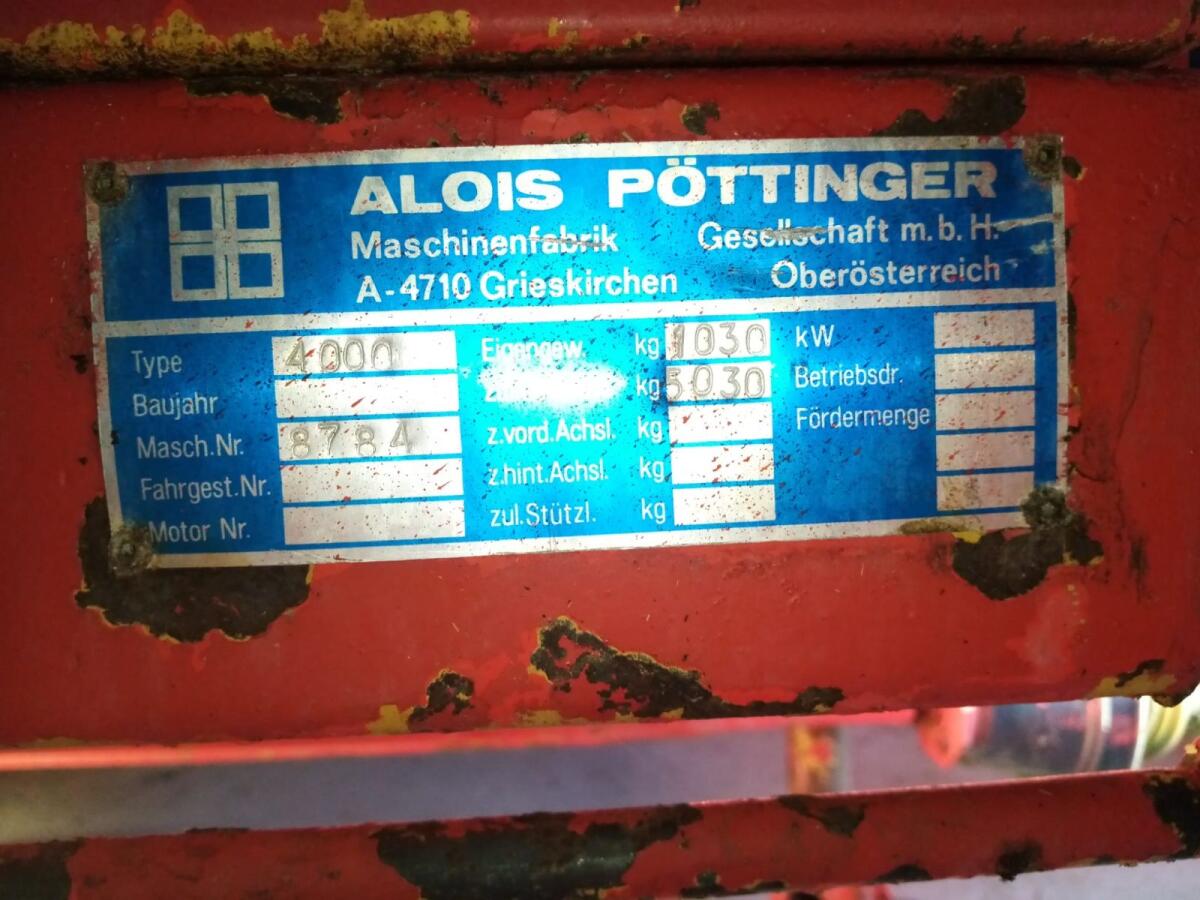 ALOIS PÖTTINGER
Maschinenfabrik Gesellschaft m.b.H.
A-4710 Grieskirchen Oberösterreich
Type 4000 Eigengew. kg 1030 kW
Baujahr kg 5030 Betriebsdr.
Masch.Nr. 8784 z.vord.Achsl. kg Fördermenge
Fahrgest.Nr. z.hint.Achsl. kg
Motor Nr. zul.Stützl. kg